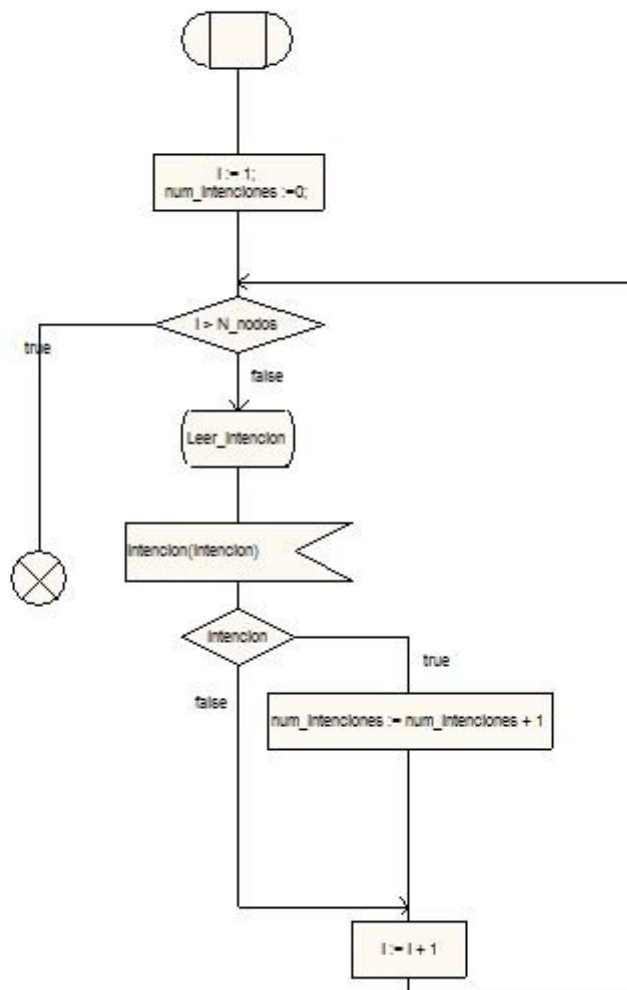 I := 1;
num_intenciones :=0;
I > N_nodos
true
false
Leer_intencion
intencion(intencion)
intencion
true
false
num_intenciones := num_intenciones + 1
I := I + 1